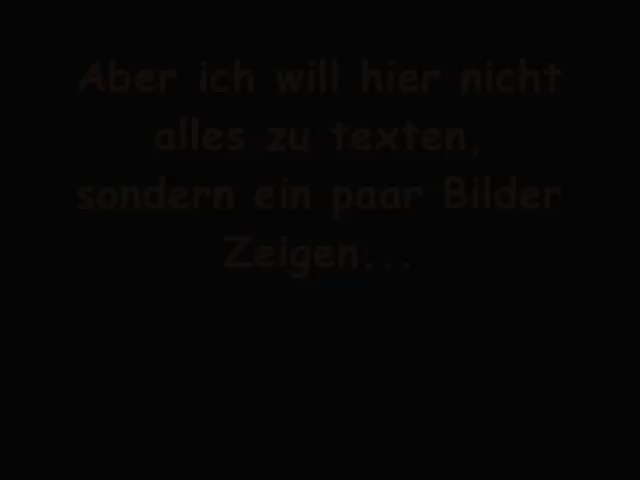 Aber ich will hier nicht
alles zu texten,
sondern ein paar Bilder
Zeigen...